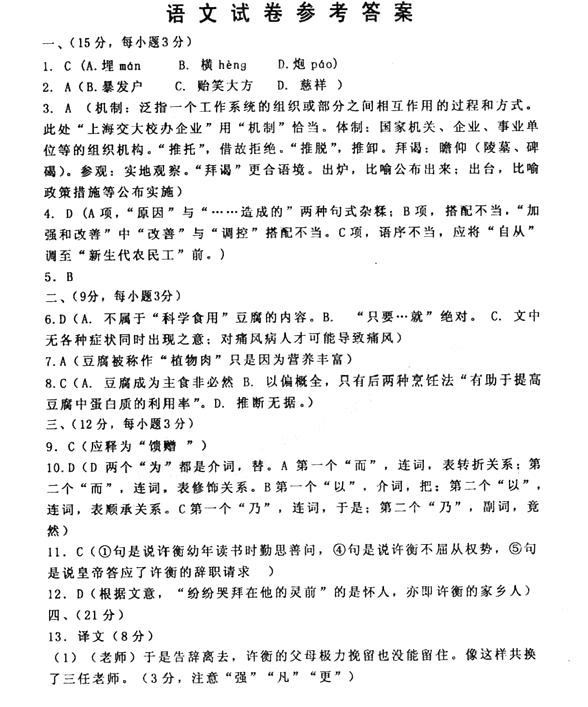 语文试卷参考答案
一、（15分，每小题3分）
1. C（A.埋mán B. 横hèng D.炮páo）
2. A（B.暴发户 C. 贻笑大方 D. 慈祥 ）
3. A （机制：泛指一个工作系统的组织或部分之间相互作用的过程和方式。
此处“上海交大校办企业”用“机制”恰当。体制：国家机关、企业、事业单
位等的组织机构。“推托”，借故拒绝。“推脱”，推卸。拜谒：瞻仰（陵墓、碑
碣）。参观：实地观察。“拜谒”更合语境。出炉，比喻公布出来；出台，比喻
政策措施等公布实施）
4. D（A项，“原因”与“……造成的”两种句式杂糅；B项，搭配不当，“加
强和改善”中“改善”与“调控”搭配不当。C项，语序不当，应将“自从”
调至“新生代农民工”前。）
5. B
二、（9分，每小题3分）
6.D（A. 不属于“科学食用”豆腐的内容。B. “只要…就”绝对。 C. 文中
无各种症状同时出现之意；对痛风病人才可能导致痛风）
7.A（豆腐被称作“植物肉”只是因为营养丰富）
8.C（A. 豆腐成为主食非必然 B. 以偏概全，只有后两种烹饪法“有助于提高
豆腐中蛋白质的利用率”。D. 推断无据。）
三、（12分，每小题3分）
9. C（应释为“馈赠 ”）
10.D（D 两个“为”都是介词，替。A 第一个“而”，连词，表转折关系；第
二个“而”，连词，表修饰关系。B第一个“以”，介词，把；第二个“以”，
连词，表顺承关系。C第一个“乃”，连词，于是；第二个“乃”，副词，竟
然）
11. C（①句是说许衡幼年读书时勤思善问，④句是说许衡不屈从权势，⑤句
是说皇帝答应了许衡的辞职请求 ）
12. D（根据文意，“纷纷哭拜在他的灵前”的是怀人，亦即许衡的家乡人）
四、（21分）
13. 译文（8分）
（1）（老师）于是告辞离去，许衡的父母极力挽留也没能留住。像这样共换
了三任老师。（3分，注意“强”“凡”“更”）